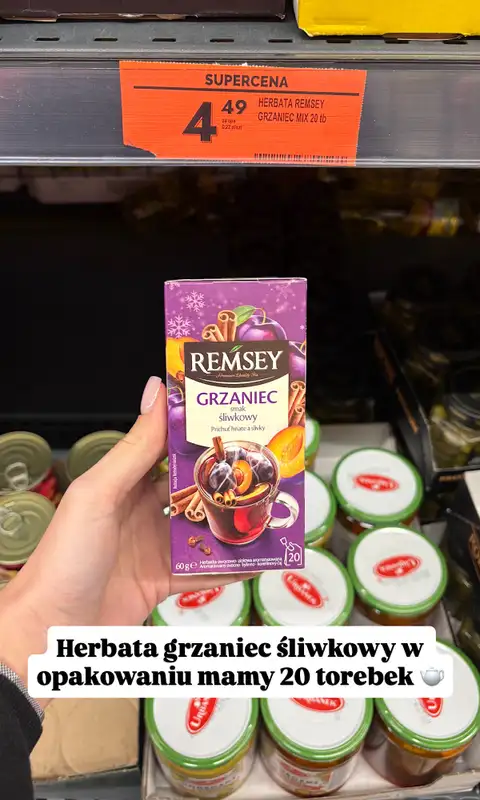 SUPERCENA
4 49
HERBATA REMSEY
GRZANIEC MIX 20 tb
REMSEY
GRZANIEC
smak
śliwkowy
Príchuť hriate a slivky
60 g e
20
Herbata grzaniec śliwkowy w
opakowaniu mamy 20 torebek